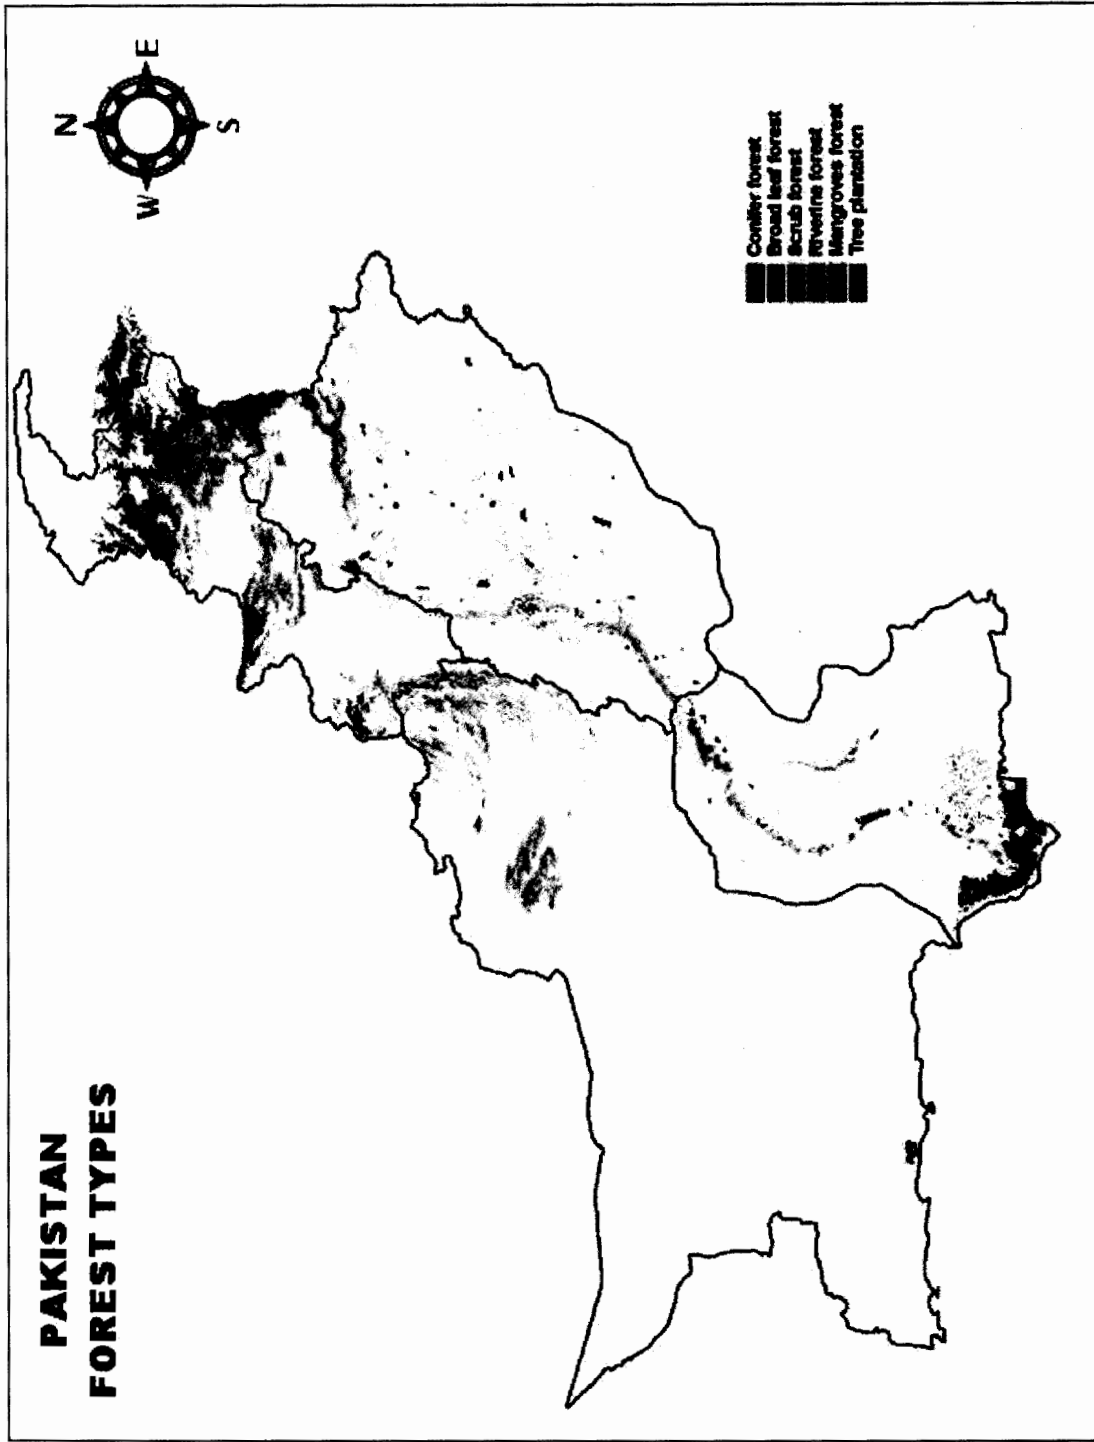 PAKISTAN
FOREST TYPES
N
W
E
S
Conifer forest
Broad leaf forest
Scrub forest
Riverine forest
Mangroves forest
Tree plantation